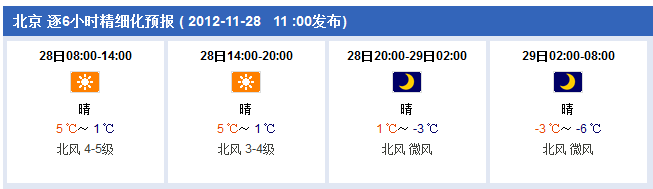 北京 逐6小时精细化预报 ( 2012-11-28 11 :00发布)
28日08:00-14:00
晴
5 ℃～ 1 ℃
北风 4-5级
28日14:00-20:00
晴
5 ℃～ 1 ℃
北风 3-4级
28日20:00-29日02:00
晴
1 ℃～ -3 ℃
北风 微风
29日02:00-08:00
晴
-3 ℃～ -6 ℃
北风 微风